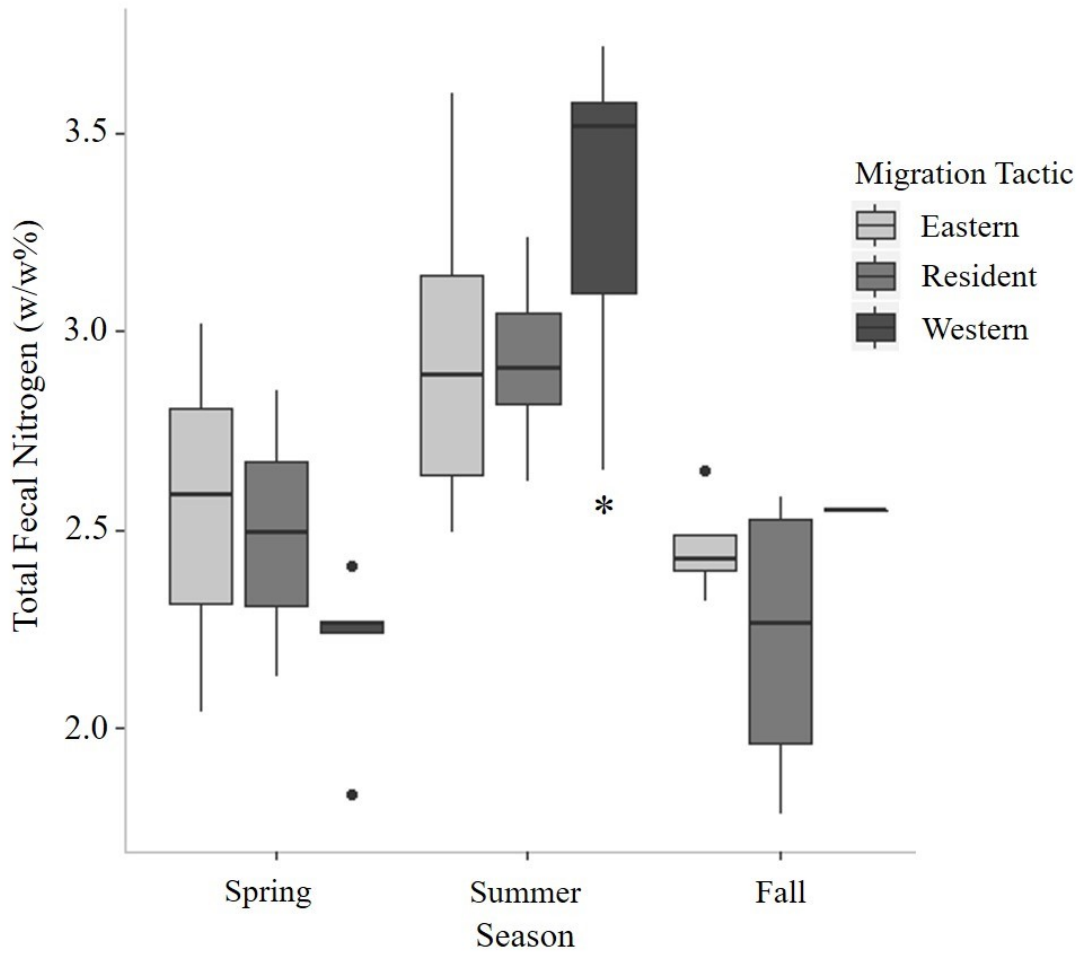 Total Fecal Nitrogen (w/w%)
3.5
3.0
2.5
2.0
*
Spring
Summer
Fall
Season
Migration Tactic
Eastern
Resident
Western